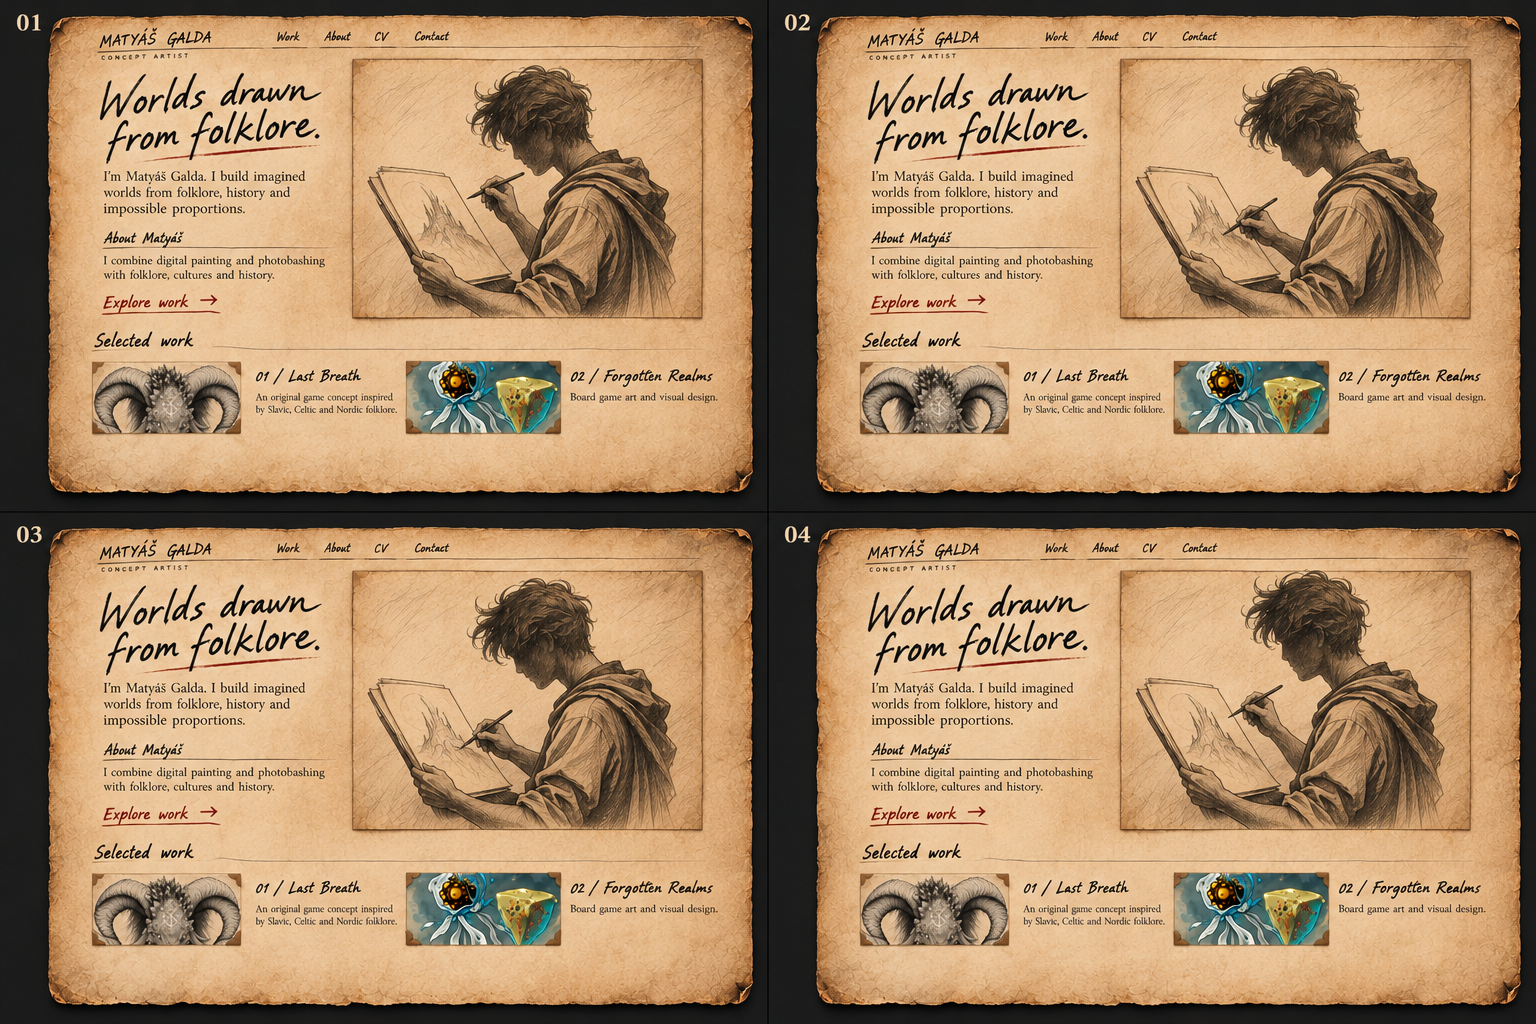 01
MATYÁŠ GALDA
CONCEPT ARTIST
Work About CV Contact
Worlds drawn
from folklore.
I'm Matyáš Galda. I build imagined
worlds from folklore, history and
impossible proportions.
About Matyáš
I combine digital painting and photobashing
with folklore, cultures and history.
Explore work →
Selected work
01 / Last Breath
An original game concept inspired
by Slavic, Celtic and Nordic folklore.
02 / Forgotten Realms
Board game art and visual design.
02
MATYÁŠ GALDA
CONCEPT ARTIST
Work About CV Contact
Worlds drawn
from folklore.
I'm Matyáš Galda. I build imagined
worlds from folklore, history and
impossible proportions.
About Matyáš
I combine digital painting and photobashing
with folklore, cultures and history.
Explore work →
Selected work
01 / Last Breath
An original game concept inspired
by Slavic, Celtic and Nordic folklore.
02 / Forgotten Realms
Board game art and visual design.
03
MATYÁŠ GALDA
CONCEPT ARTIST
Work About CV Contact
Worlds drawn
from folklore.
I'm Matyáš Galda. I build imagined
worlds from folklore, history and
impossible proportions.
About Matyáš
I combine digital painting and photobashing
with folklore, cultures and history.
Explore work →
Selected work
01 / Last Breath
An original game concept inspired
by Slavic, Celtic and Nordic folklore.
02 / Forgotten Realms
Board game art and visual design.
04
MATYÁŠ GALDA
CONCEPT ARTIST
Work About CV Contact
Worlds drawn
from folklore.
I'm Matyáš Galda. I build imagined
worlds from folklore, history and
impossible proportions.
About Matyáš
I combine digital painting and photobashing
with folklore, cultures and history.
Explore work →
Selected work
01 / Last Breath
An original game concept inspired
by Slavic, Celtic and Nordic folklore.
02 / Forgotten Realms
Board game art and visual design.